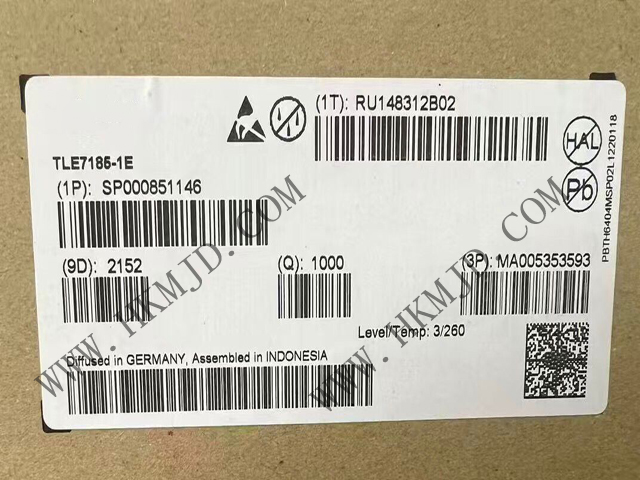 (1T): RU148312B02
HAL
TLE7185-1E
(1P): SP000851146
Pb
PBTH6404MSP02L1220118
(9D): 2152
(Q): 1000
(3P): MA005353593
Level/Temp: 3/260
Diffused in GERMANY, Assembled in INDONESIA
WWW.HKMJD.COM
WWW.HKMJD.COM